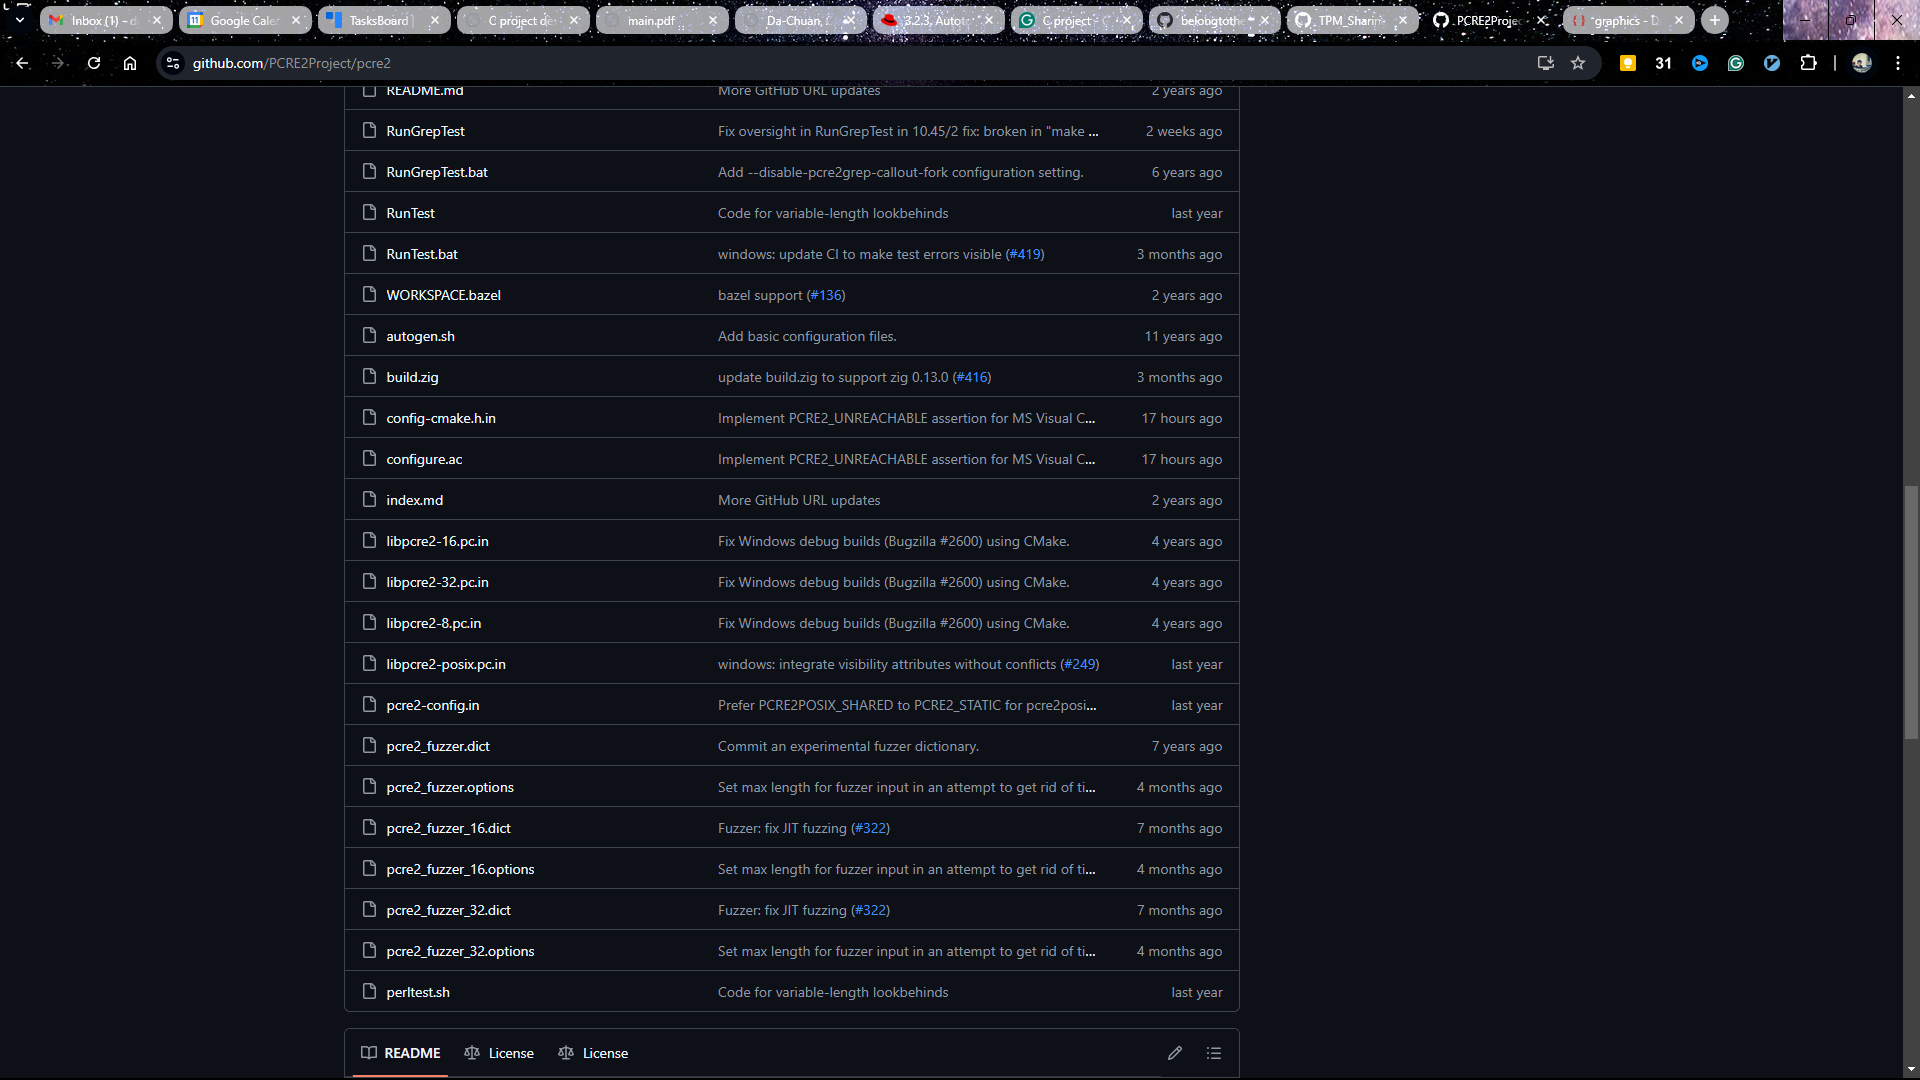 Inbox (1) - d
Google Cale
TasksBoard
C project de
main.pdf
Da-Chuan,
3.2.3, Autot
C project - C
belongtothe
TPM_Sharin
PCRE2Projec
"graphics - D
github.com/PCRE2Project/pcre2
31
README.md More GitHub URL updates 2 years ago
RunGrepTest Fix oversight in RunGrepTest in 10.45/2 fix: broken in "make ... 2 weeks ago
RunGrepTest.bat Add --disable-pcre2grep-callout-fork configuration setting. 6 years ago
RunTest Code for variable-length lookbehinds last year
RunTest.bat windows: update CI to make test errors visible (#419) 3 months ago
WORKSPACE.bazel bazel support (#136) 2 years ago
autogen.sh Add basic configuration files. 11 years ago
build.zig update build.zig to support zig 0.13.0 (#416) 3 months ago
config-cmake.h.in Implement PCRE2_UNREACHABLE assertion for MS Visual C... 17 hours ago
configure.ac Implement PCRE2_UNREACHABLE assertion for MS Visual C... 17 hours ago
index.md More GitHub URL updates 2 years ago
libpcre2-16.pc.in Fix Windows debug builds (Bugzilla #2600) using CMake. 4 years ago
libpcre2-32.pc.in Fix Windows debug builds (Bugzilla #2600) using CMake. 4 years ago
libpcre2-8.pc.in Fix Windows debug builds (Bugzilla #2600) using CMake. 4 years ago
libpcre2-posix.pc.in windows: integrate visibility attributes without conflicts (#249) last year
pcre2-config.in Prefer PCRE2POSIX_SHARED to PCRE2_STATIC for pcre2posi... last year
pcre2_fuzzer.dict Commit an experimental fuzzer dictionary. 7 years ago
pcre2_fuzzer.options Set max length for fuzzer input in an attempt to get rid of ti... 4 months ago
pcre2_fuzzer_16.dict Fuzzer: fix JIT fuzzing (#322) 7 months ago
pcre2_fuzzer_16.options Set max length for fuzzer input in an attempt to get rid of ti... 4 months ago
pcre2_fuzzer_32.dict Fuzzer: fix JIT fuzzing (#322) 7 months ago
pcre2_fuzzer_32.options Set max length for fuzzer input in an attempt to get rid of ti... 4 months ago
perltest.sh Code for variable-length lookbehinds last year
README License License